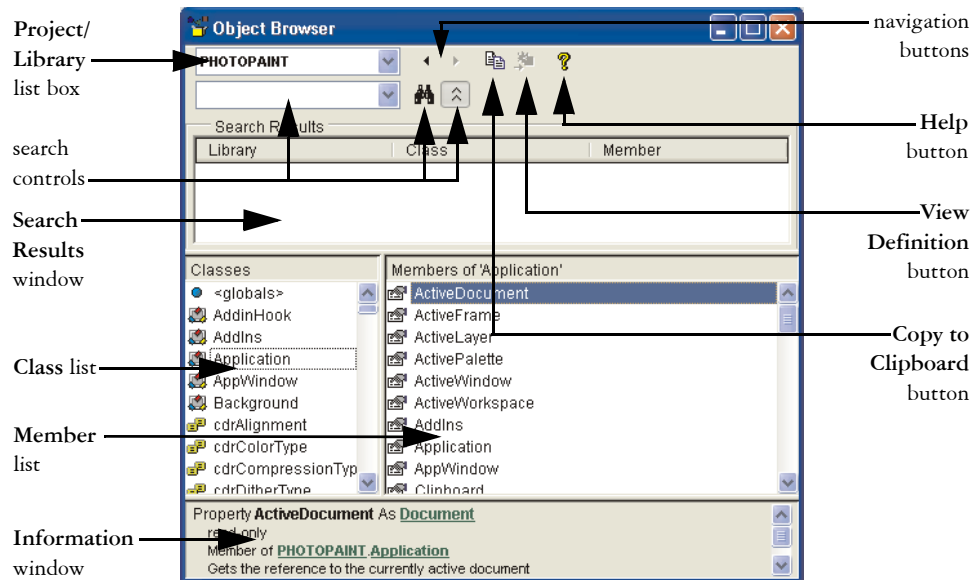 Project/
Library
list box
search
controls
Search
Results
window
Class list
Member
list
Information
window
Object Browser
PHOTOPAINT
Search Results
Library Class Member
Classes
<globals>
AddinHook
AddIns
Application
AppWindow
Background
cdrAlignment
cdrColorType
cdrCompressionTyp
cdrDitherType
Members of 'Application'
ActiveDocument
ActiveFrame
ActiveLayer
ActivePalette
ActiveWindow
ActiveWorkspace
AddIns
Application
AppWindow
Clipboard
Property ActiveDocument As Document
read-only
Member of PHOTOPAINT.Application
Gets the reference to the currently active document
navigation
buttons
Help
button
View
Definition
button
Copy to
Clipboard
button